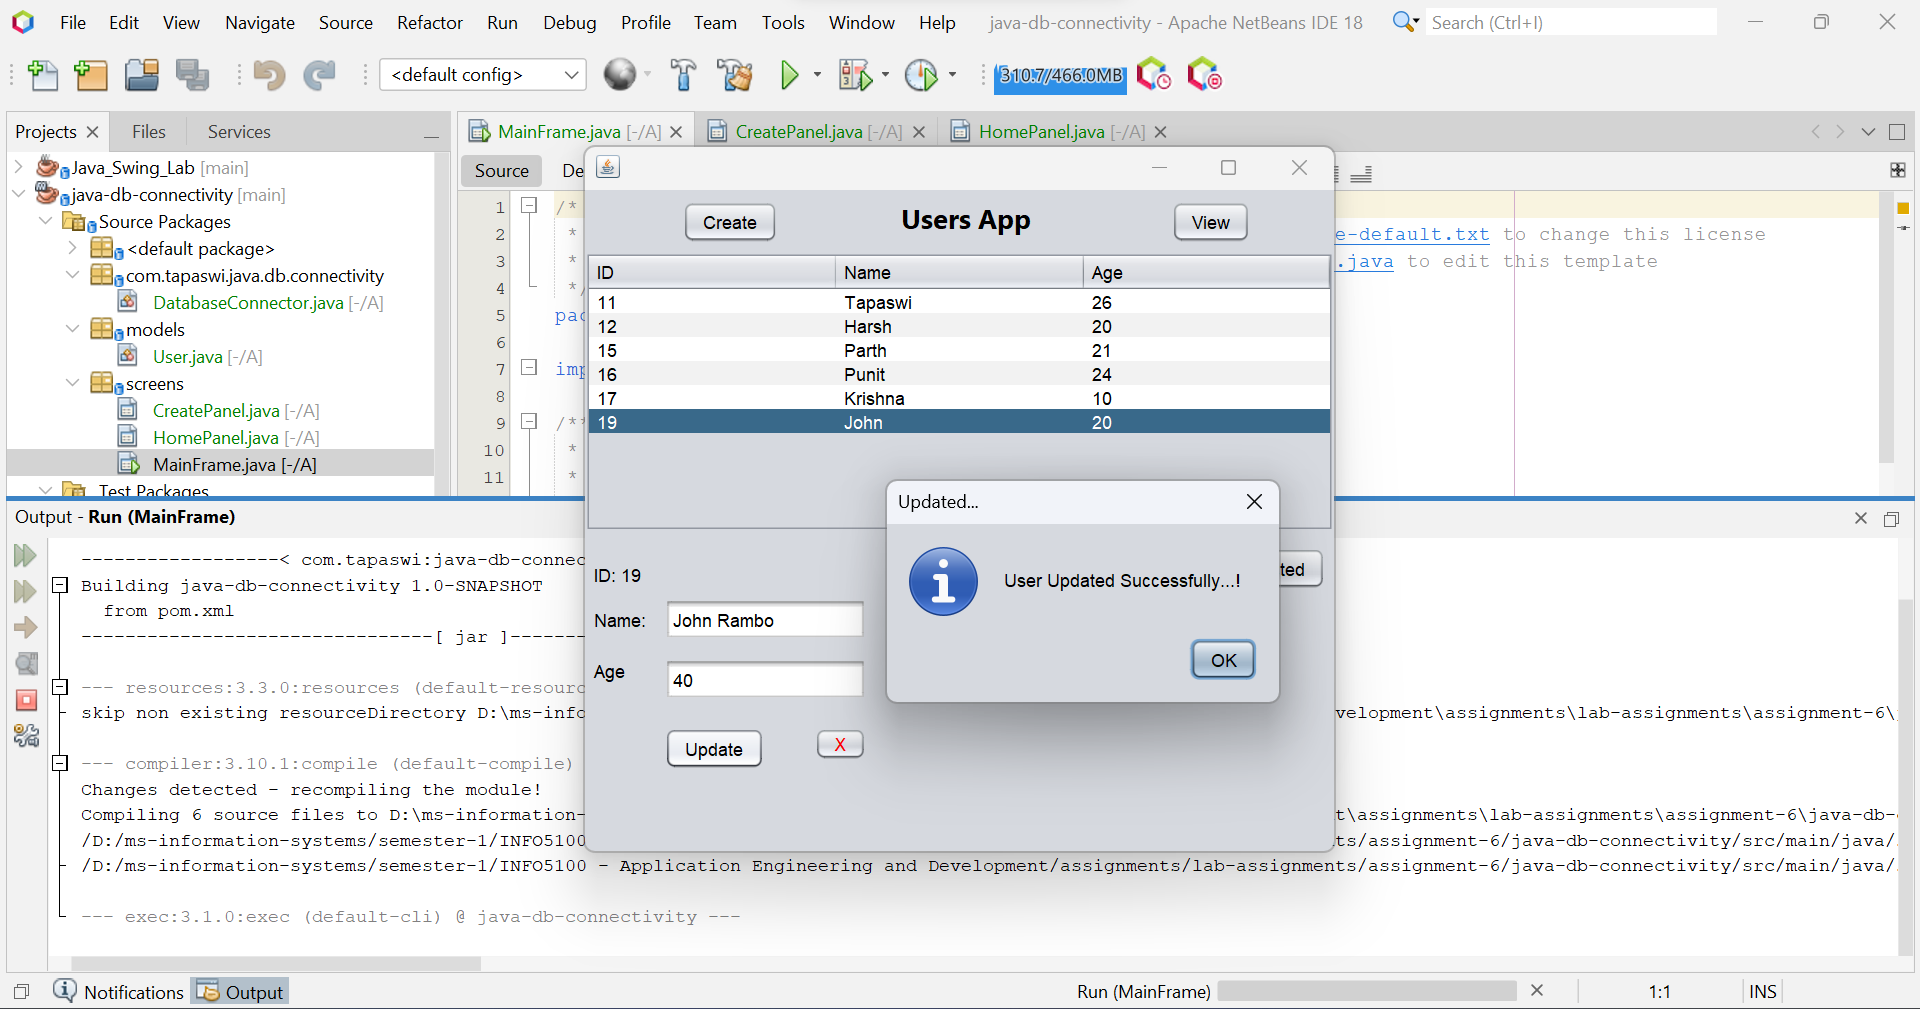 File Edit View Navigate Source Refactor Run Debug Profile Team Tools Window Help java-db-connectivity - Apache NetBeans IDE 18 Search (Ctrl+I)
<default config> 310.7/466.0MB
Projects Files Services
MainFrame.java [-/A] CreatePanel.java [-/A] HomePanel.java [-/A]
Java_Swing_Lab [main]
java-db-connectivity [main]
Source Packages
<default package>
com.tapaswi.java.db.connectivity
DatabaseConnector.java [-/A]
models
User.java [-/A]
screens
CreatePanel.java [-/A]
HomePanel.java [-/A]
MainFrame.java [-/A]
Test Packages
Source De
1 /*
2 * e-default.txt to change this license
3 * .java to edit this template
4 */
5 pac
6
7 imp
8
9 /**
10 *
11 *
Create Users App View
ID Name Age
11 Tapaswi 26
12 Harsh 20
15 Parth 21
16 Punit 24
17 Krishna 10
19 John 20
ID: 19
Name: John Rambo
Age 40
Update X
ted
Updated...
User Updated Successfully...!
OK
Output - Run (MainFrame)
------------------< com.tapaswi:java-db-connec
Building java-db-connectivity 1.0-SNAPSHOT
from pom.xml
--------------------------------[ jar ]-------
--- resources:3.3.0:resources (default-resourc
skip non existing resourceDirectory D:\ms-info velopment\assignments\lab-assignments\assignment-6\
--- compiler:3.10.1:compile (default-compile)
Changes detected - recompiling the module!
Compiling 6 source files to D:\ms-information- t\assignments\lab-assignments\assignment-6\java-db-
/D:/ms-information-systems/semester-1/INFO5100 ts/assignment-6/java-db-connectivity/src/main/java/
/D:/ms-information-systems/semester-1/INFO5100 - Application Engineering and Development/assignments/lab-assignments/assignment-6/java-db-connectivity/src/main/java/
--- exec:3.1.0:exec (default-cli) @ java-db-connectivity ---
Notifications Output Run (MainFrame) 1:1 INS